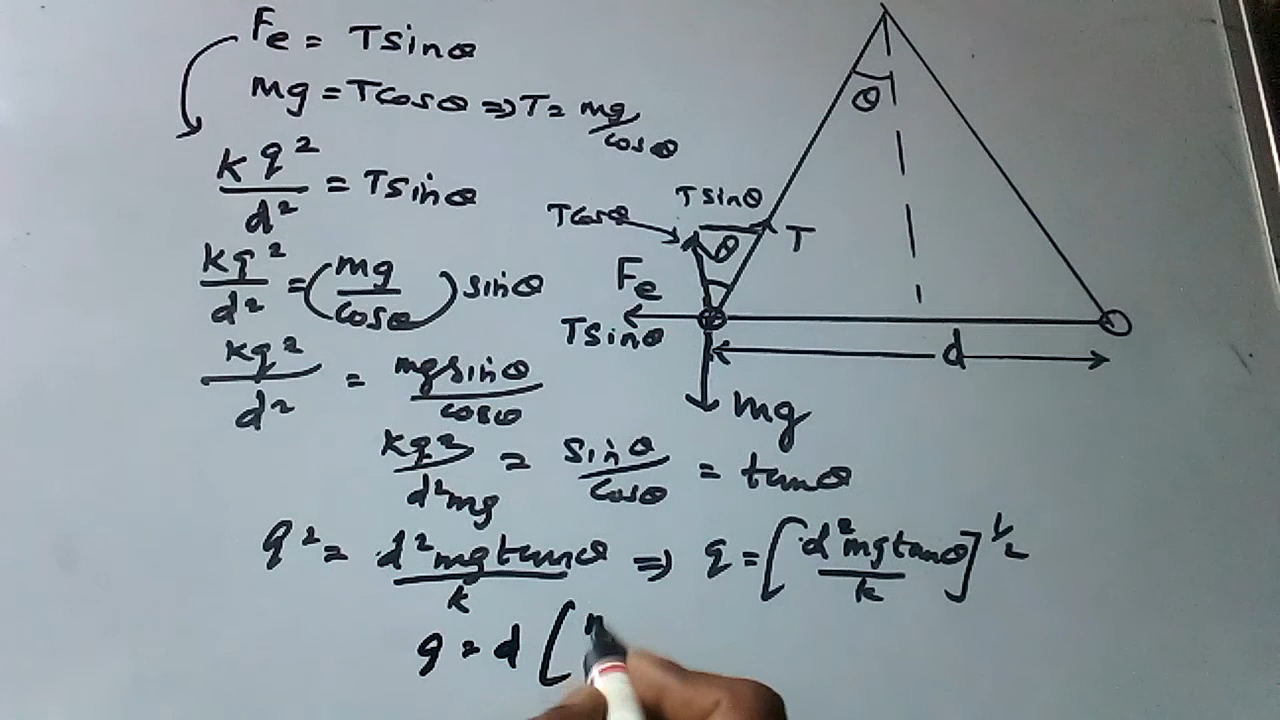 Fe = Tsinθ
mg = Tcosθ ⇒ T = mg/cosθ
kq²/d² = Tsinθ
kq²/d² = (mg/cosθ) sinθ
kq²/d² = mgsinθ/cosθ
kq²/d²mg = sinθ/cosθ = tanθ
q² = d²mgtanθ/k ⇒ q = [d²mgtanθ/k]^1/2
q = d (
θ
Tsinθ
Tcosθ
θ
T
Fe
Tsinθ
d
mg